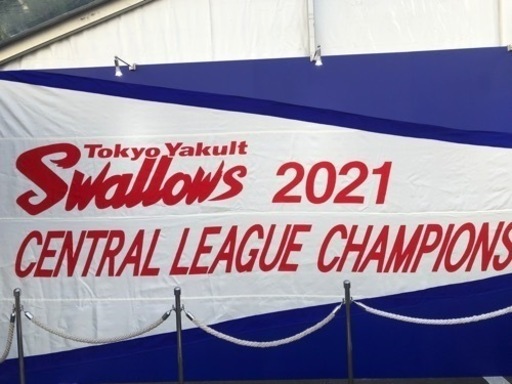 Tokyo Yakult
Swallows 2021
CENTRAL LEAGUE CHAMPIONS